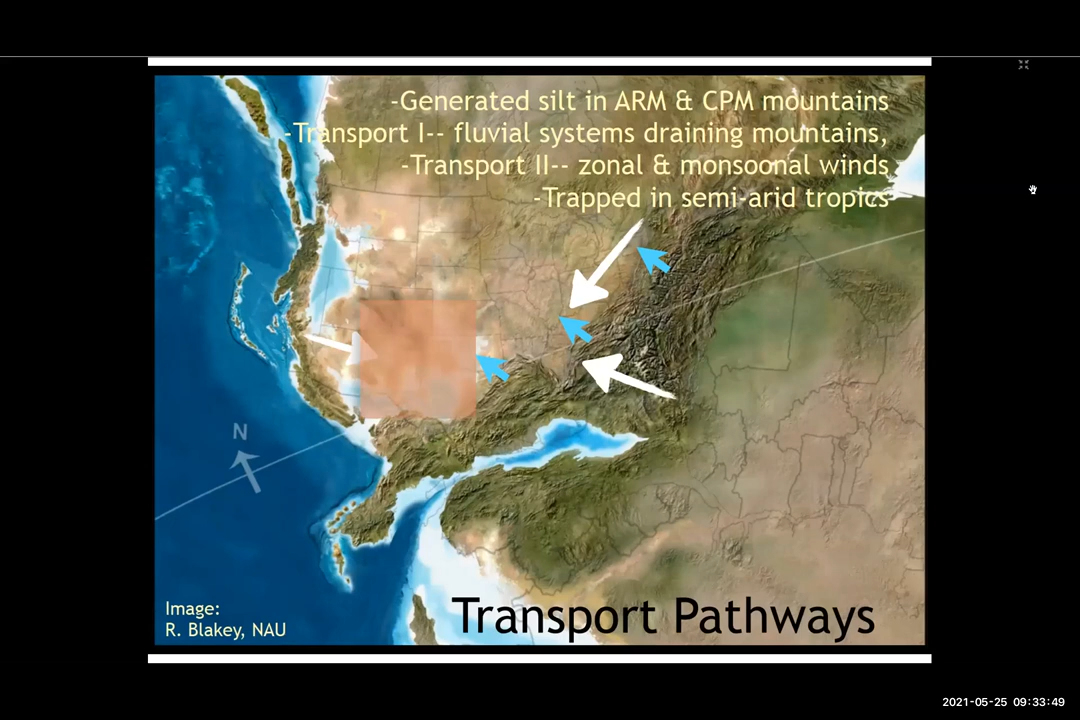 -Generated silt in ARM & CPM mountains
-Transport I-- fluvial systems draining mountains,
-Transport II-- zonal & monsoonal winds
-Trapped in semi-arid tropics
N
Image:
R. Blakey, NAU
Transport Pathways
2021-05-25 09:33:49